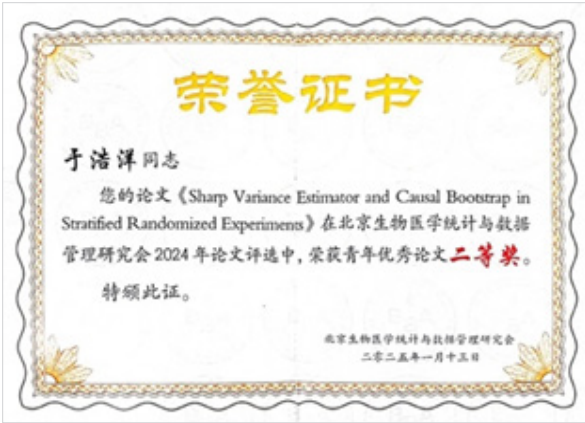 荣誉证书
于浩洋同志
您的论文《Sharp Variance Estimator and Causal Bootstrap in
Stratified Randomized Experiments》在北京生物医学统计与数据
管理研究会2024年论文评选中，荣获青年优秀论文二等奖。
特颁此证。
北京生物医学统计与数据管理研究会
二零二五年一月十三日